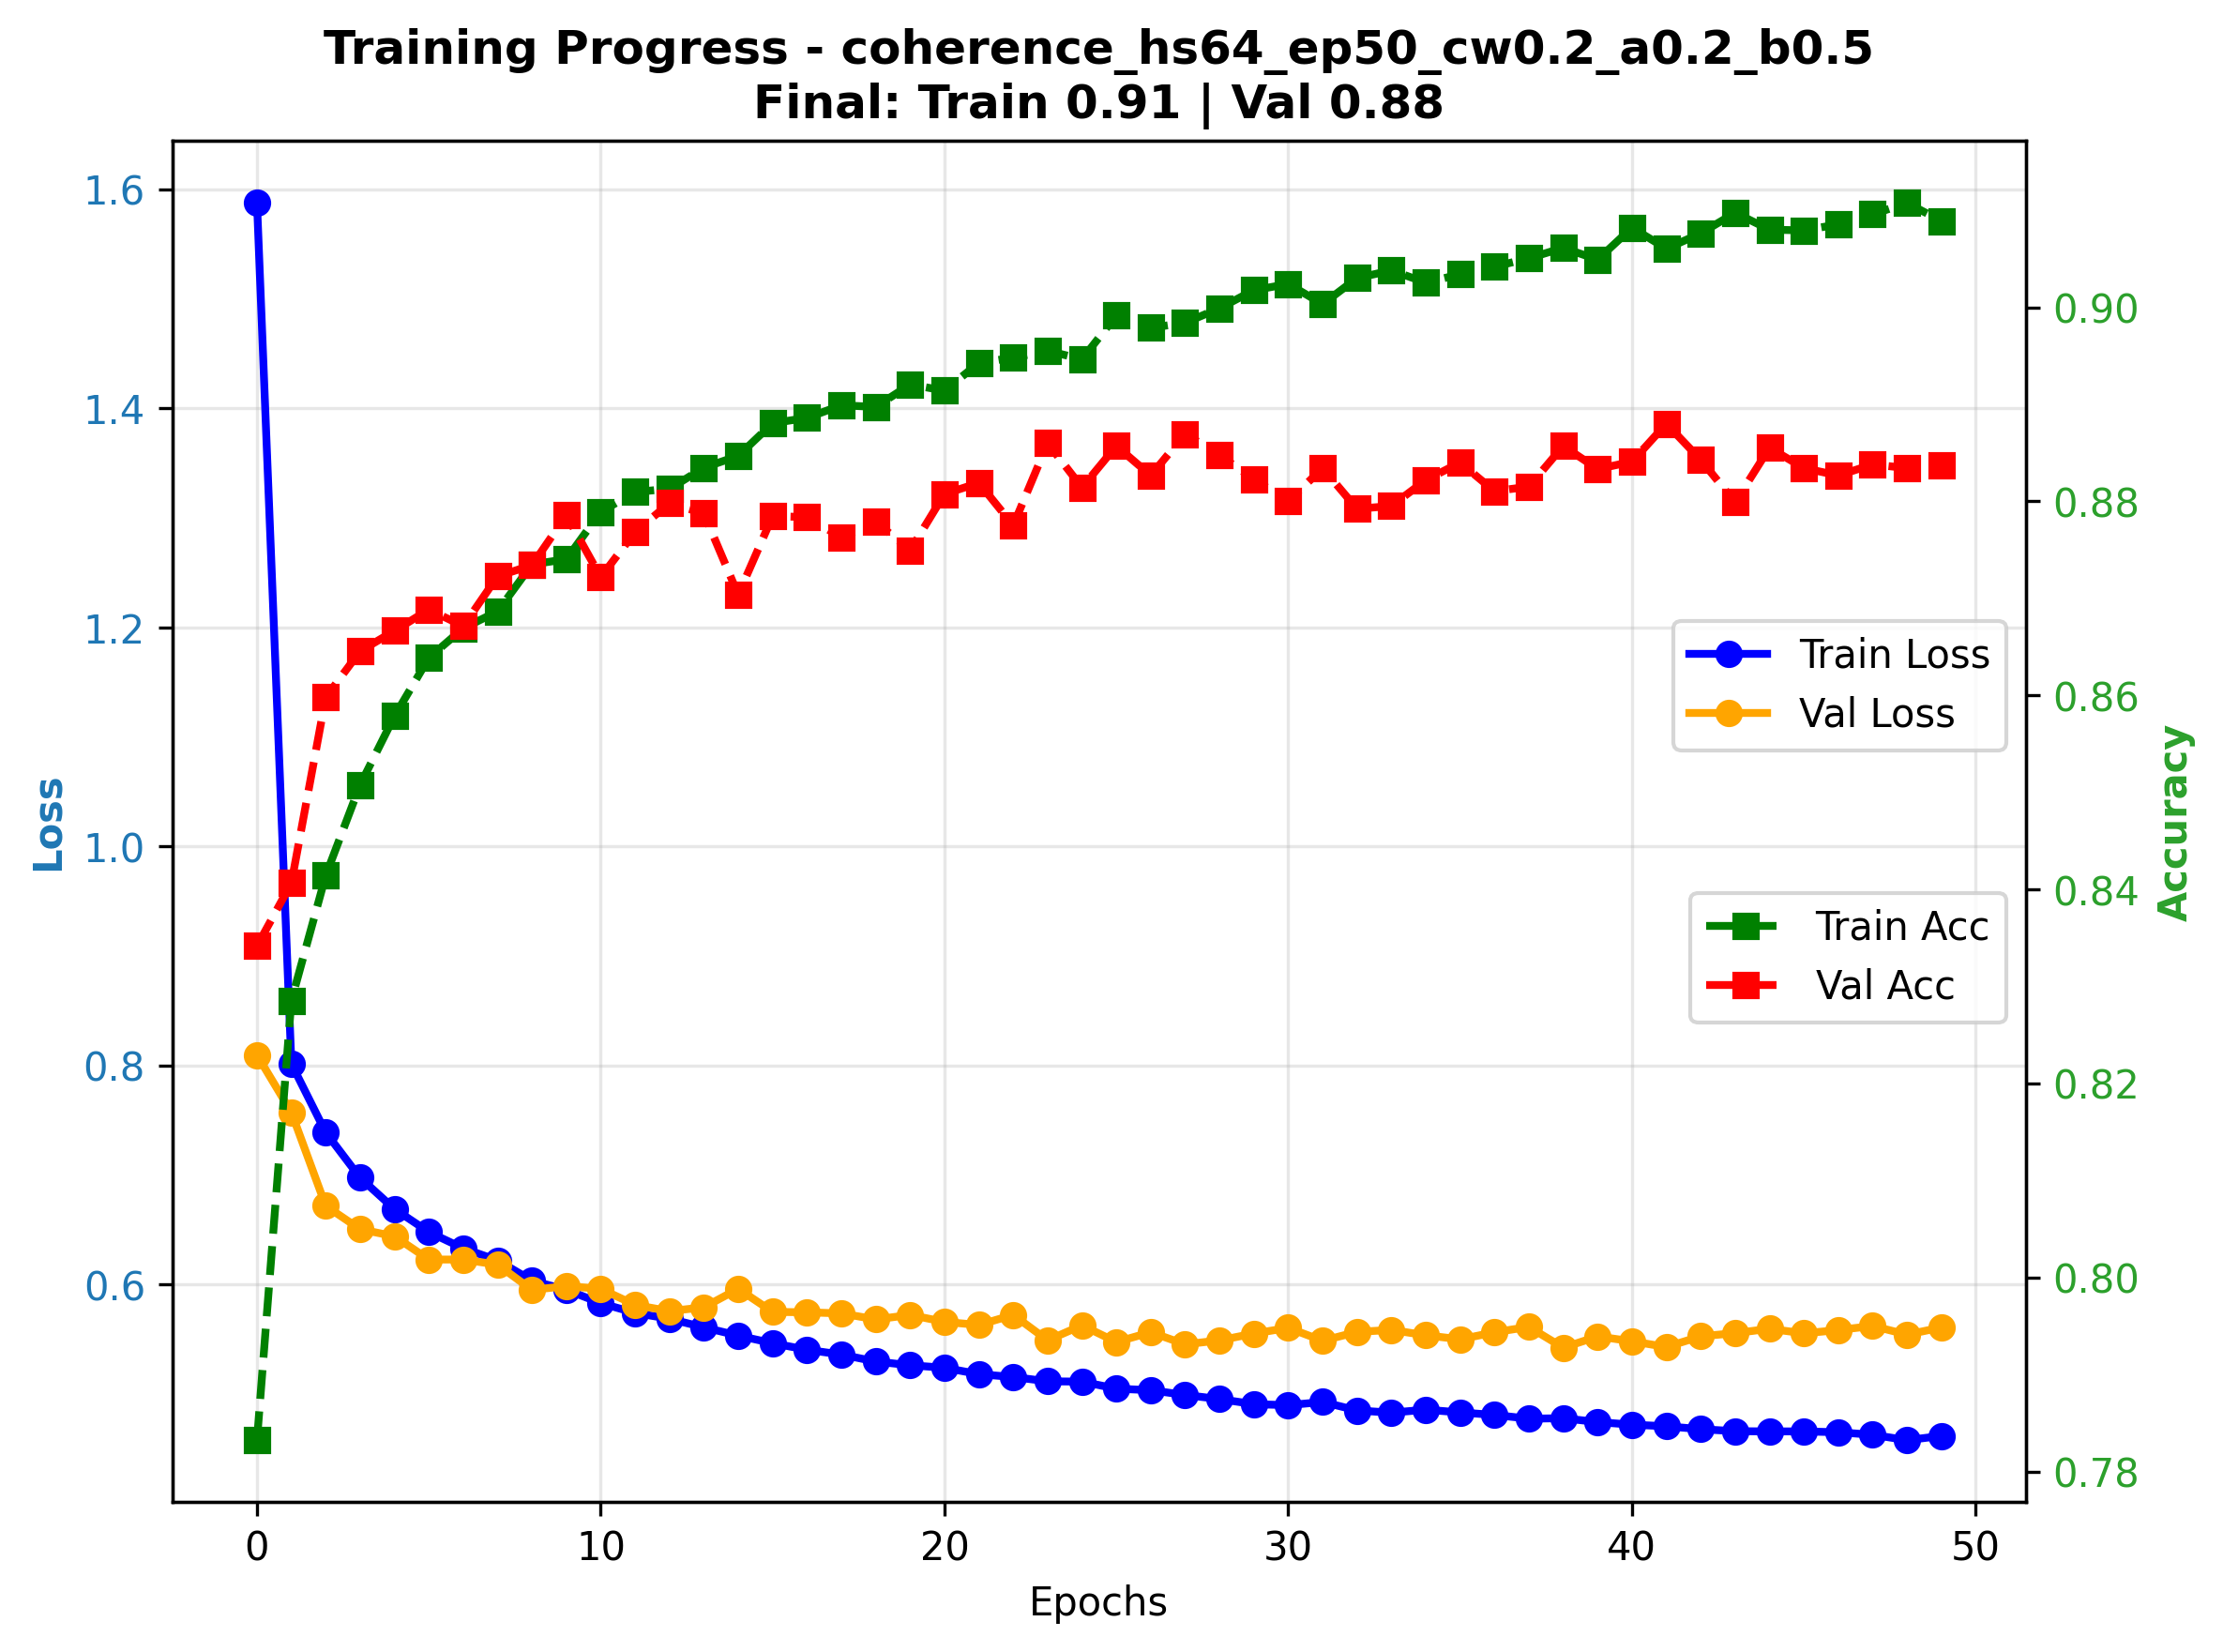 Training Progress - coherence_hs64_ep50_cw0.2_a0.2_b0.5
Final: Train 0.91 | Val 0.88
1.6
1.4
1.2
1.0
0.8
0.6
Loss
0.90
0.88
0.86
0.84
0.82
0.80
0.78
Accuracy
Train Loss
Val Loss
Train Acc
Val Acc
0 10 20 30 40 50
Epochs